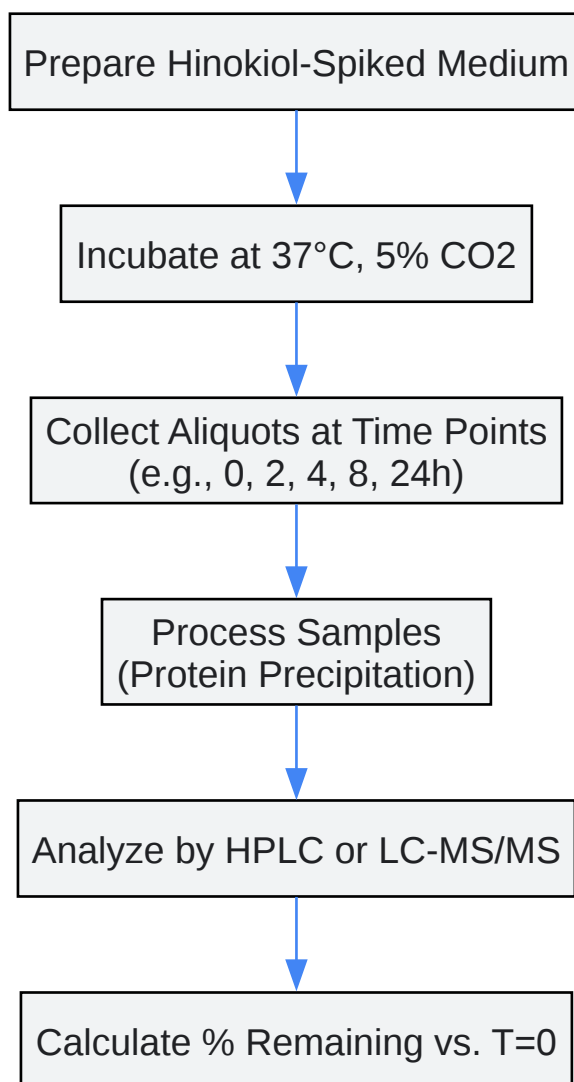 Prepare Hinokiol-Spiked Medium
Incubate at 37°C, 5% CO2
Collect Aliquots at Time Points
(e.g., 0, 2, 4, 8, 24h)
Process Samples
(Protein Precipitation)
Analyze by HPLC or LC-MS/MS
Calculate % Remaining vs. T=0